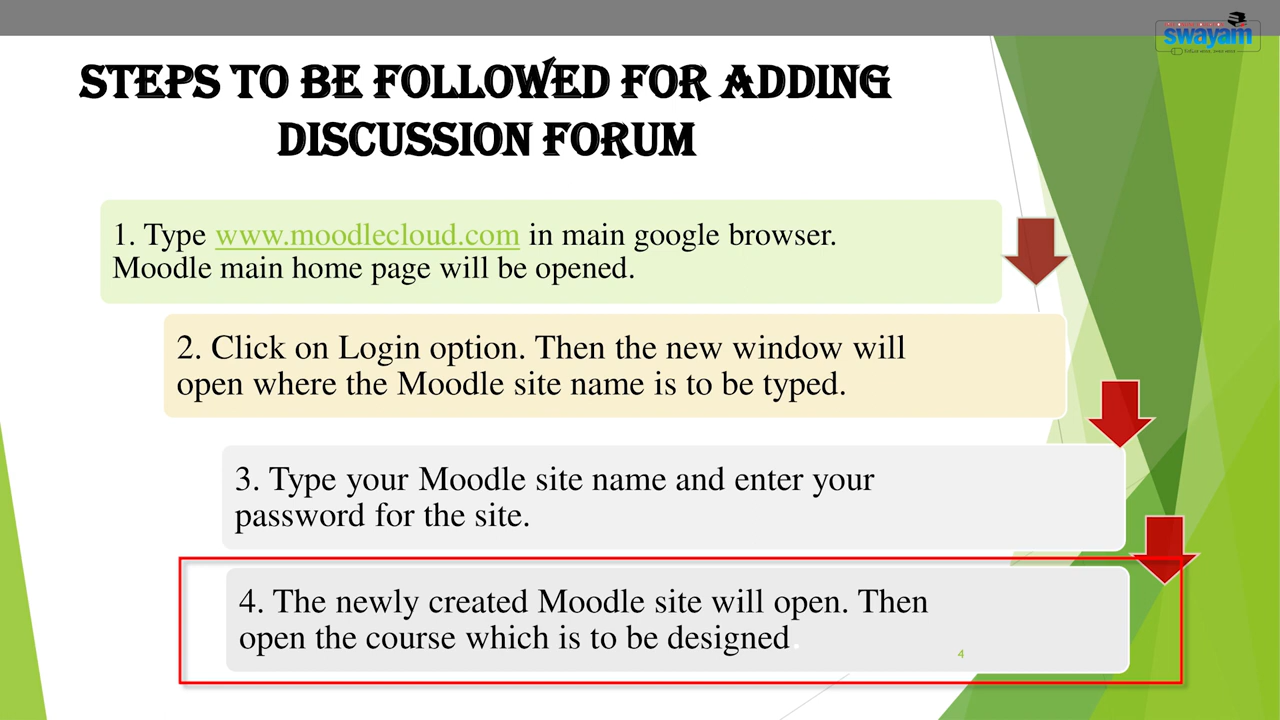 swayam
STEPS TO BE FOLLOWED FOR ADDING
DISCUSSION FORUM
1. Type www.moodlecloud.com in main google browser.
Moodle main home page will be opened.
2. Click on Login option. Then the new window will
open where the Moodle site name is to be typed.
3. Type your Moodle site name and enter your
password for the site.
4. The newly created Moodle site will open. Then
open the course which is to be designed.
4